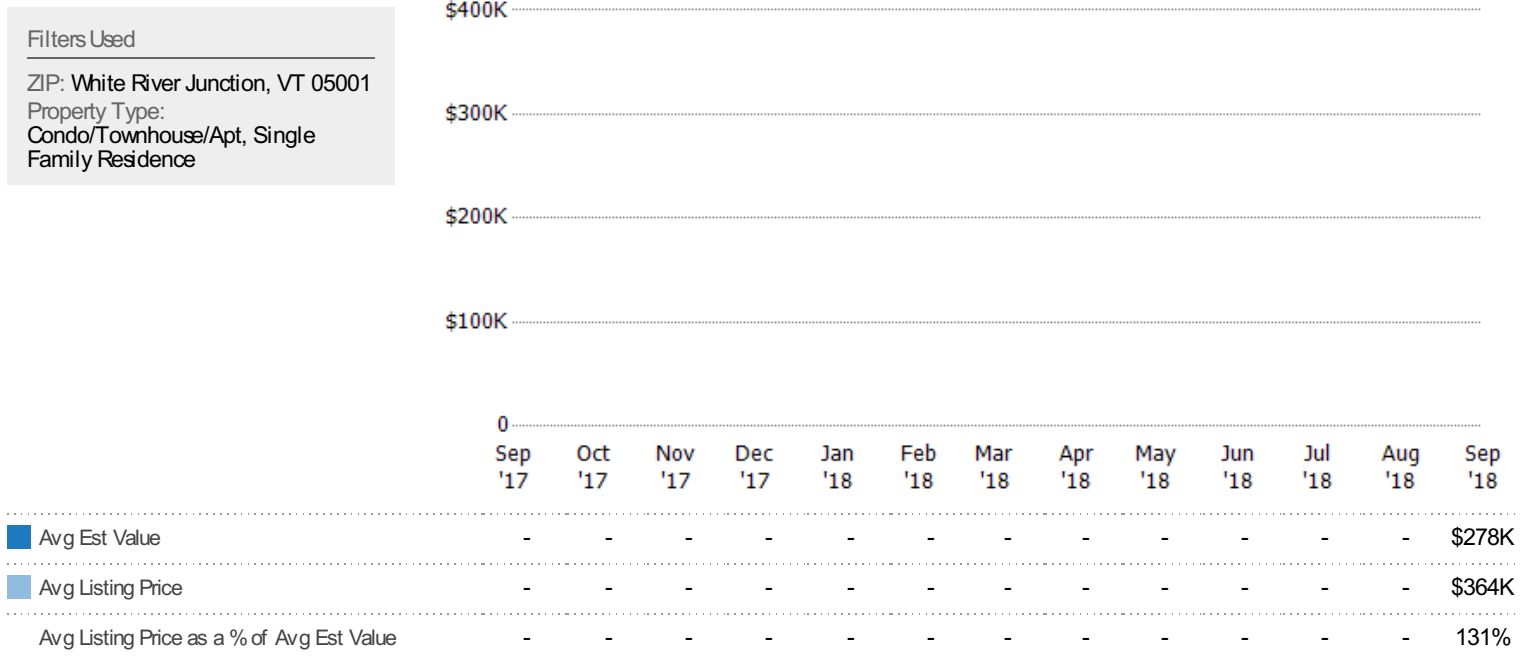 Filters Used
ZIP: White River Junction, VT 05001
Property Type:
Condo/Townhouse/Apt, Single
Family Residence
$400K
$300K
$200K
$100K
0
Sep Oct Nov Dec Jan Feb Mar Apr May Jun Jul Aug Sep
'17 '17 '17 '17 '18 '18 '18 '18 '18 '18 '18 '18 '18
Avg Est Value - - - - - - - - - - - - $278K
Avg Listing Price - - - - - - - - - - - - $364K
Avg Listing Price as a % of Avg Est Value - - - - - - - - - - - - 131%